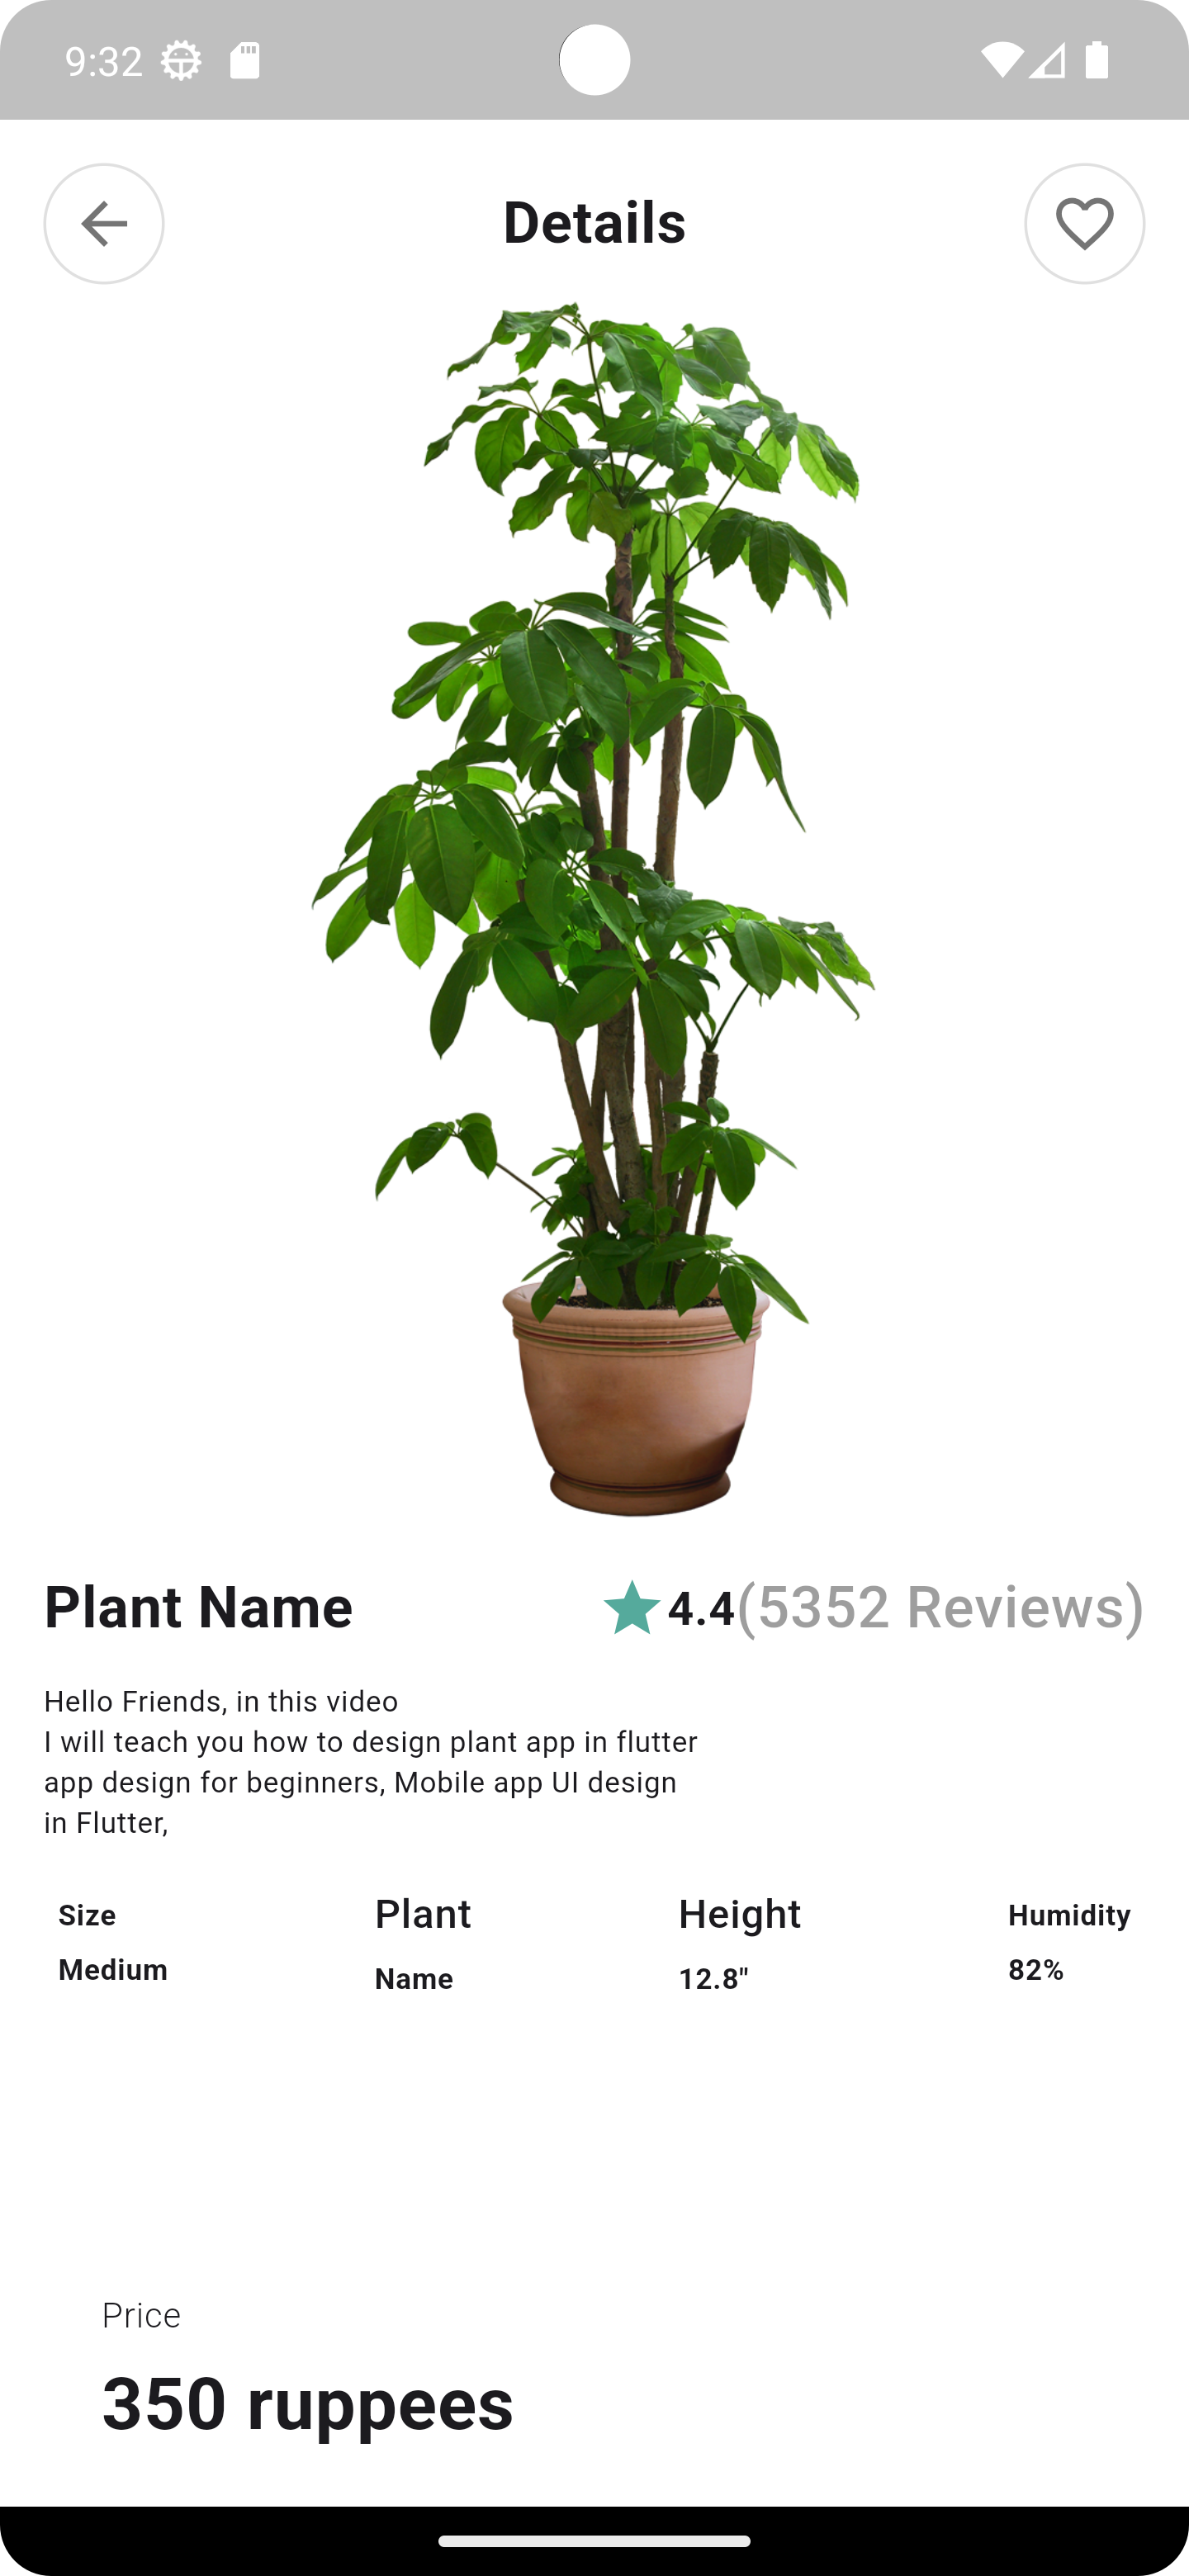 9:32
Details
Plant Name
4.4(5352 Reviews)
Hello Friends, in this video
I will teach you how to design plant app in flutter
app design for beginners, Mobile app UI design
in Flutter,
Size Plant Height Humidity
Medium Name 12.8" 82%
Price
350 ruppees